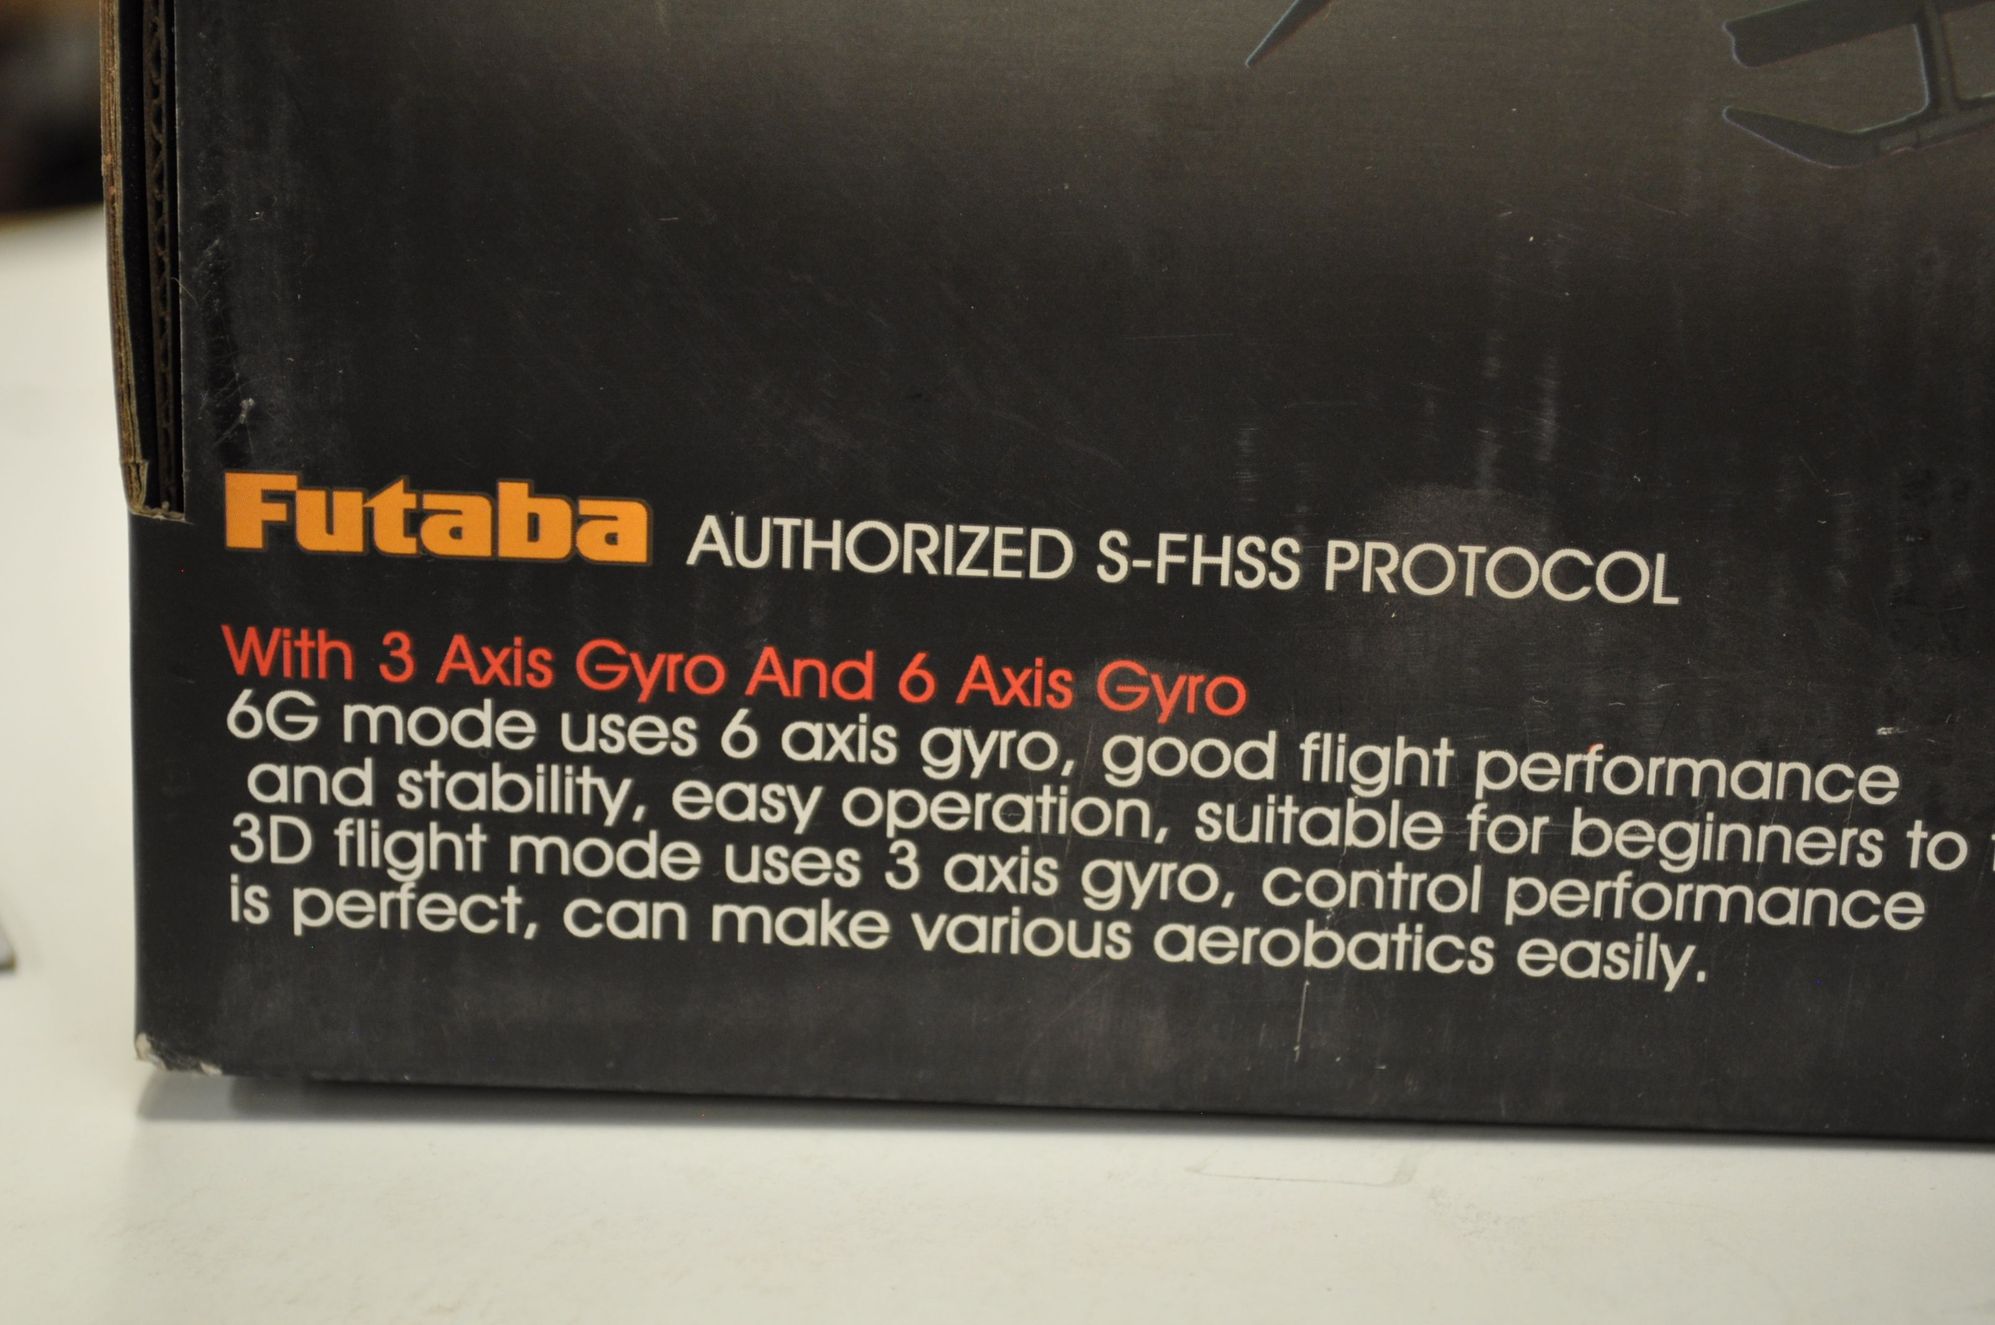 Futaba AUTHORIZED S-FHSS PROTOCOL
With 3 Axis Gyro And 6 Axis Gyro
6G mode uses 6 axis gyro, good flight performance
and stability, easy operation, suitable for beginners to
3D flight mode uses 3 axis gyro, control performance
is perfect, can make various aerobatics easily.